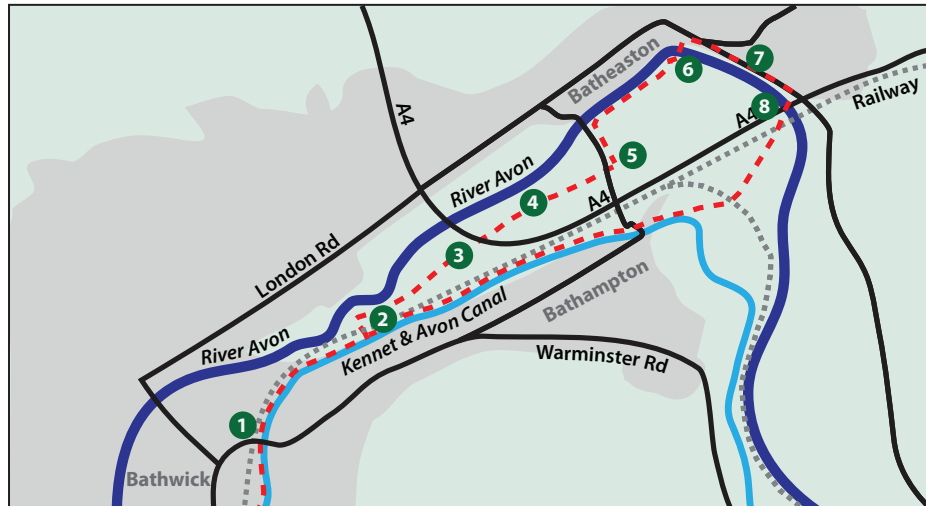 7
Batheaston
6
Railway
A4
A4
8
5
River Avon
A4
4
London Rd
3
2
Bathampton
Kennet & Avon Canal
River Avon
Warminster Rd
1
Bathwick